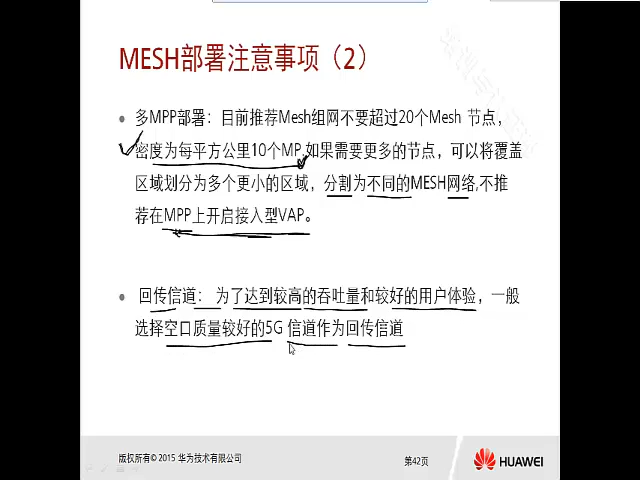 MESH部署注意事项（2）
• 多MPP部署：目前推荐Mesh组网不要超过20个Mesh 节点，
密度为每平方公里10个MP,如果需要更多的节点，可以将覆盖
区域划分为多个更小的区域，分割为不同的MESH网络,不推
荐在MPP上开启接入型VAP。
• 回传信道：为了达到较高的吞吐量和较好的用户体验，一般
选择空口质量较好的5G 信道作为回传信道
版权所有© 2015 华为技术有限公司
第42页
HUAWEI